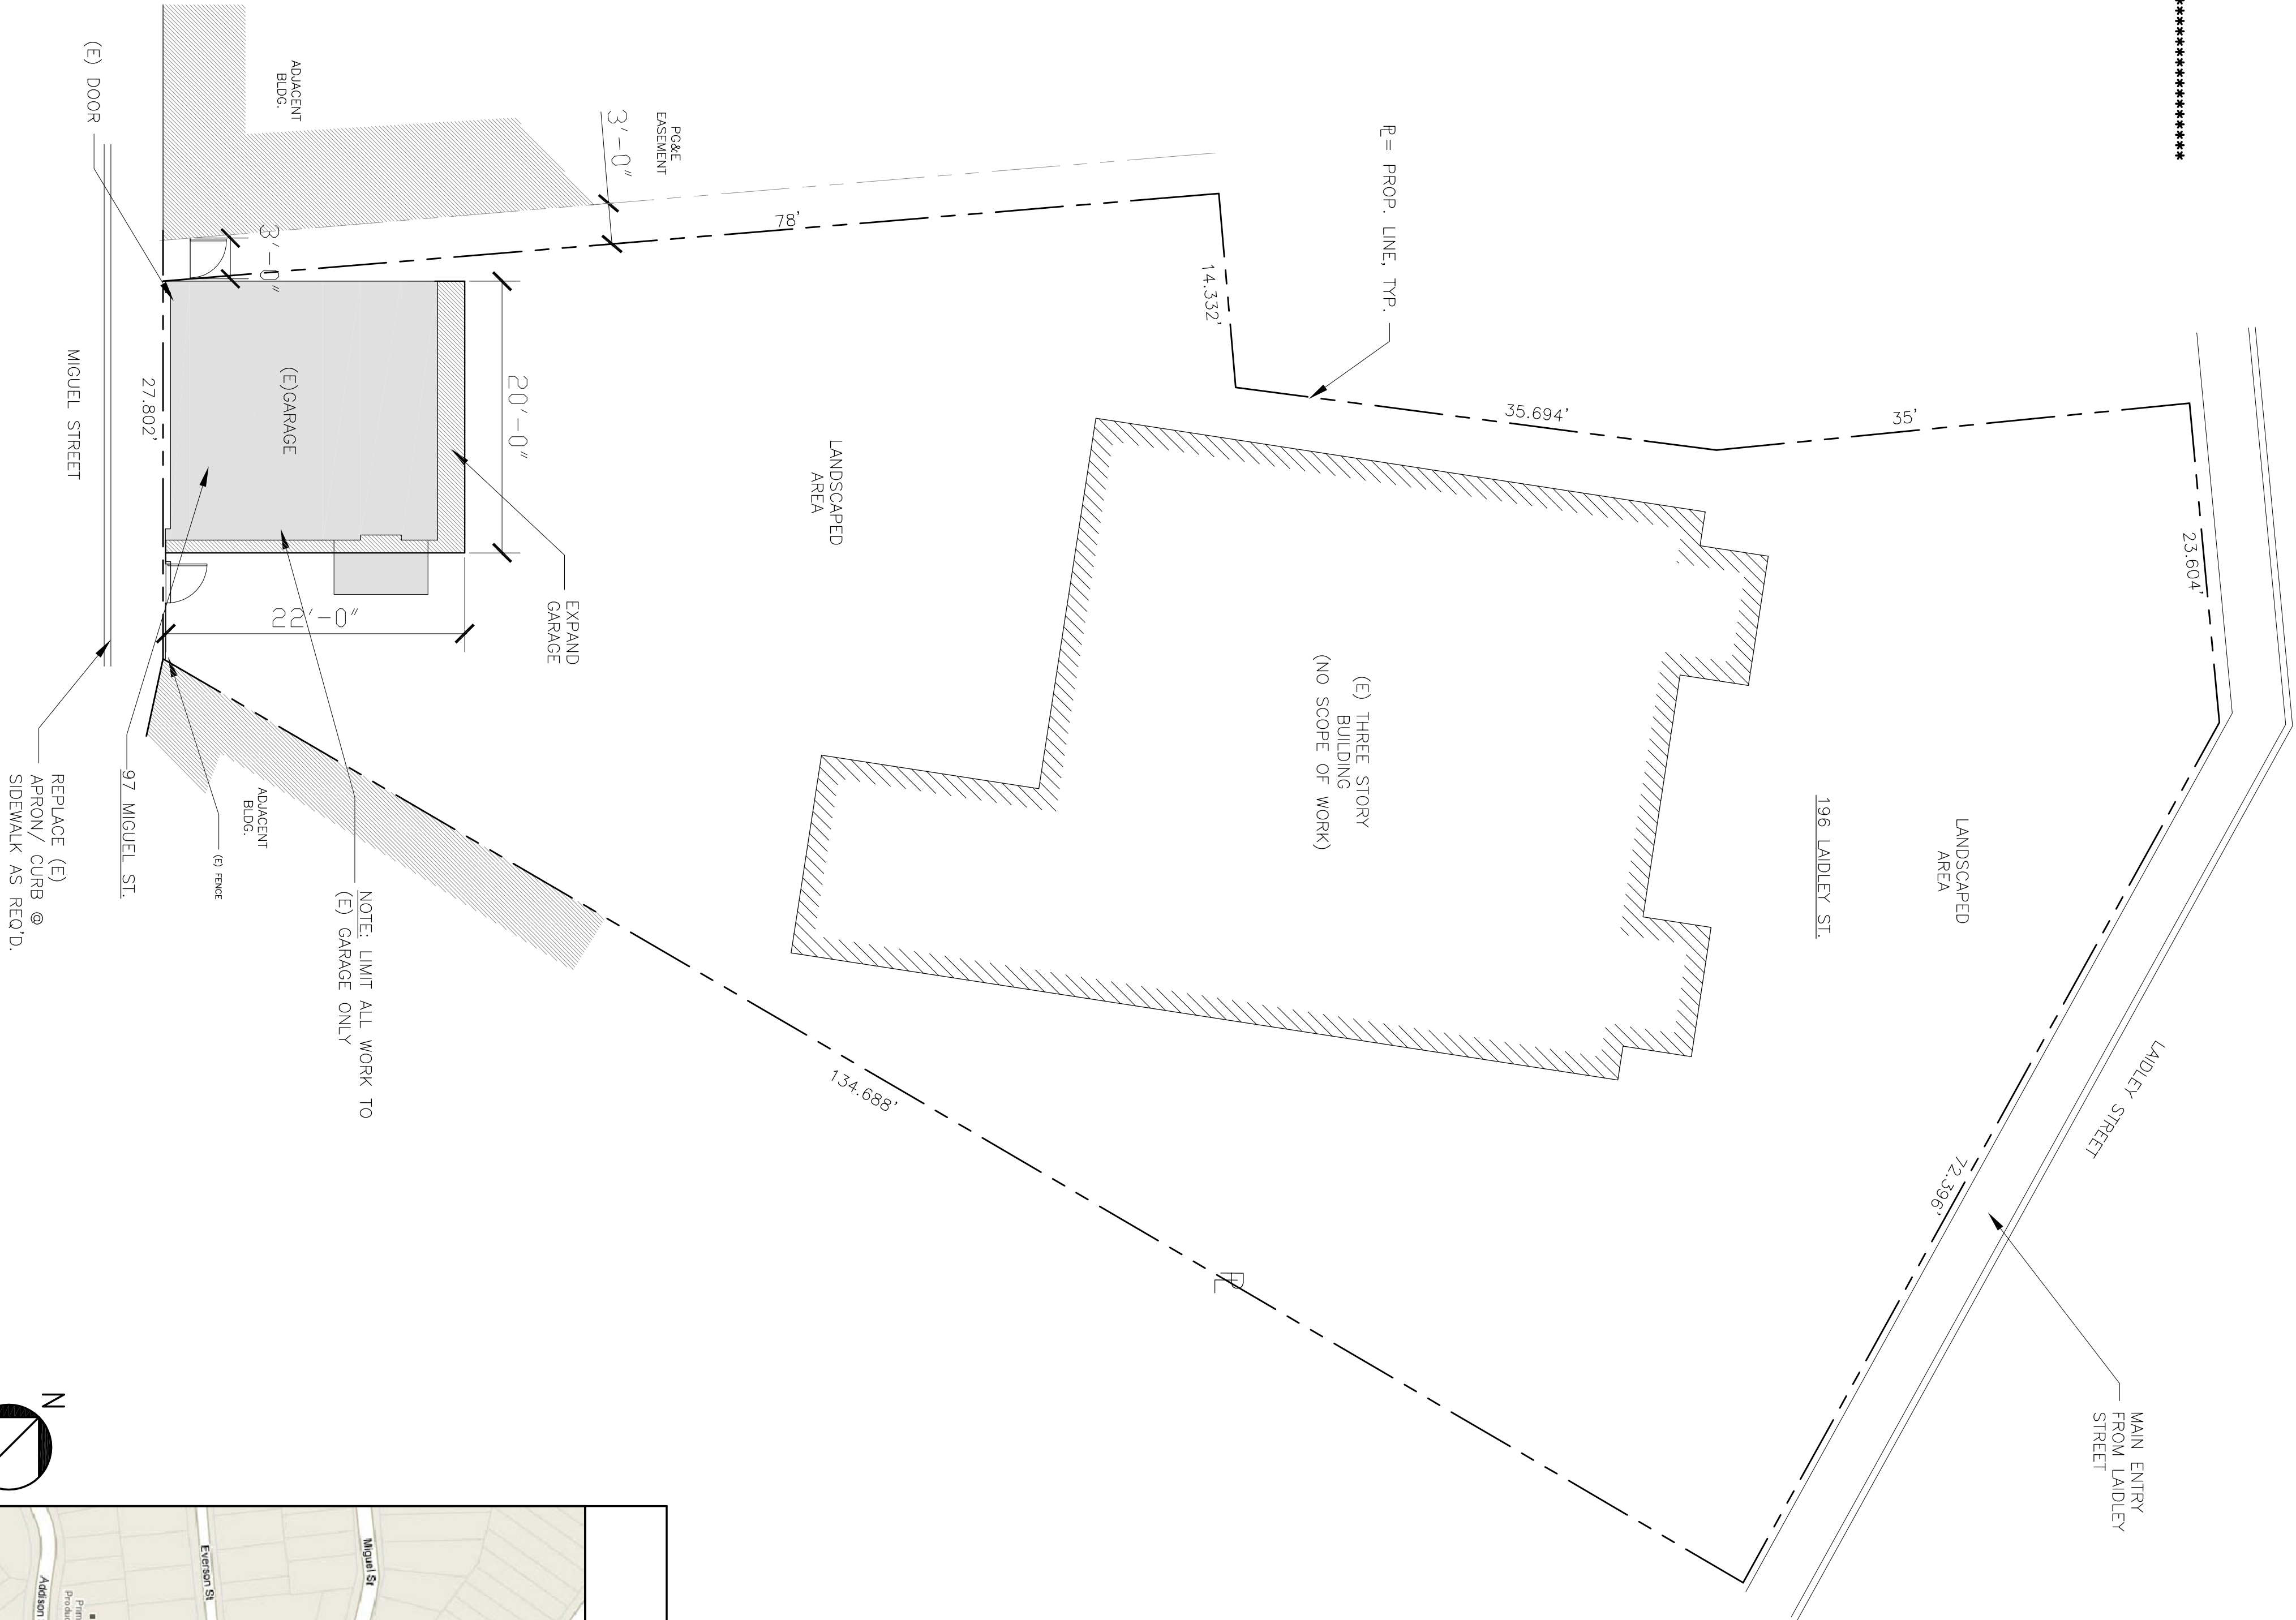 ********************
MAIN ENTRY
FROM LAIDLEY
STREET
LAIDLEY STREET
23.604'
72.396'
LANDSCAPED
AREA
196 LAIDLEY ST.
35'
35.694'
PL= PROP. LINE, TYP.
(E) THREE STORY
BUILDING
(NO SCOPE OF WORK)
14.332'
PL
78'
134.688'
LANDSCAPED
AREA
PG&E
EASEMENT
3'-0"
EXPAND
GARAGE
20'-0"
22'-0"
NOTE: LIMIT ALL WORK TO
(E) GARAGE ONLY
ADJACENT
BLDG.
3'-0"
(E)GARAGE
ADJACENT
BLDG.
(E) FENCE
27.802'
97 MIGUEL ST.
(E) DOOR
MIGUEL STREET
REPLACE (E)
APRON/ CURB @
SIDEWALK AS REQ'D.
N
Miguel St
Everson St
Addison